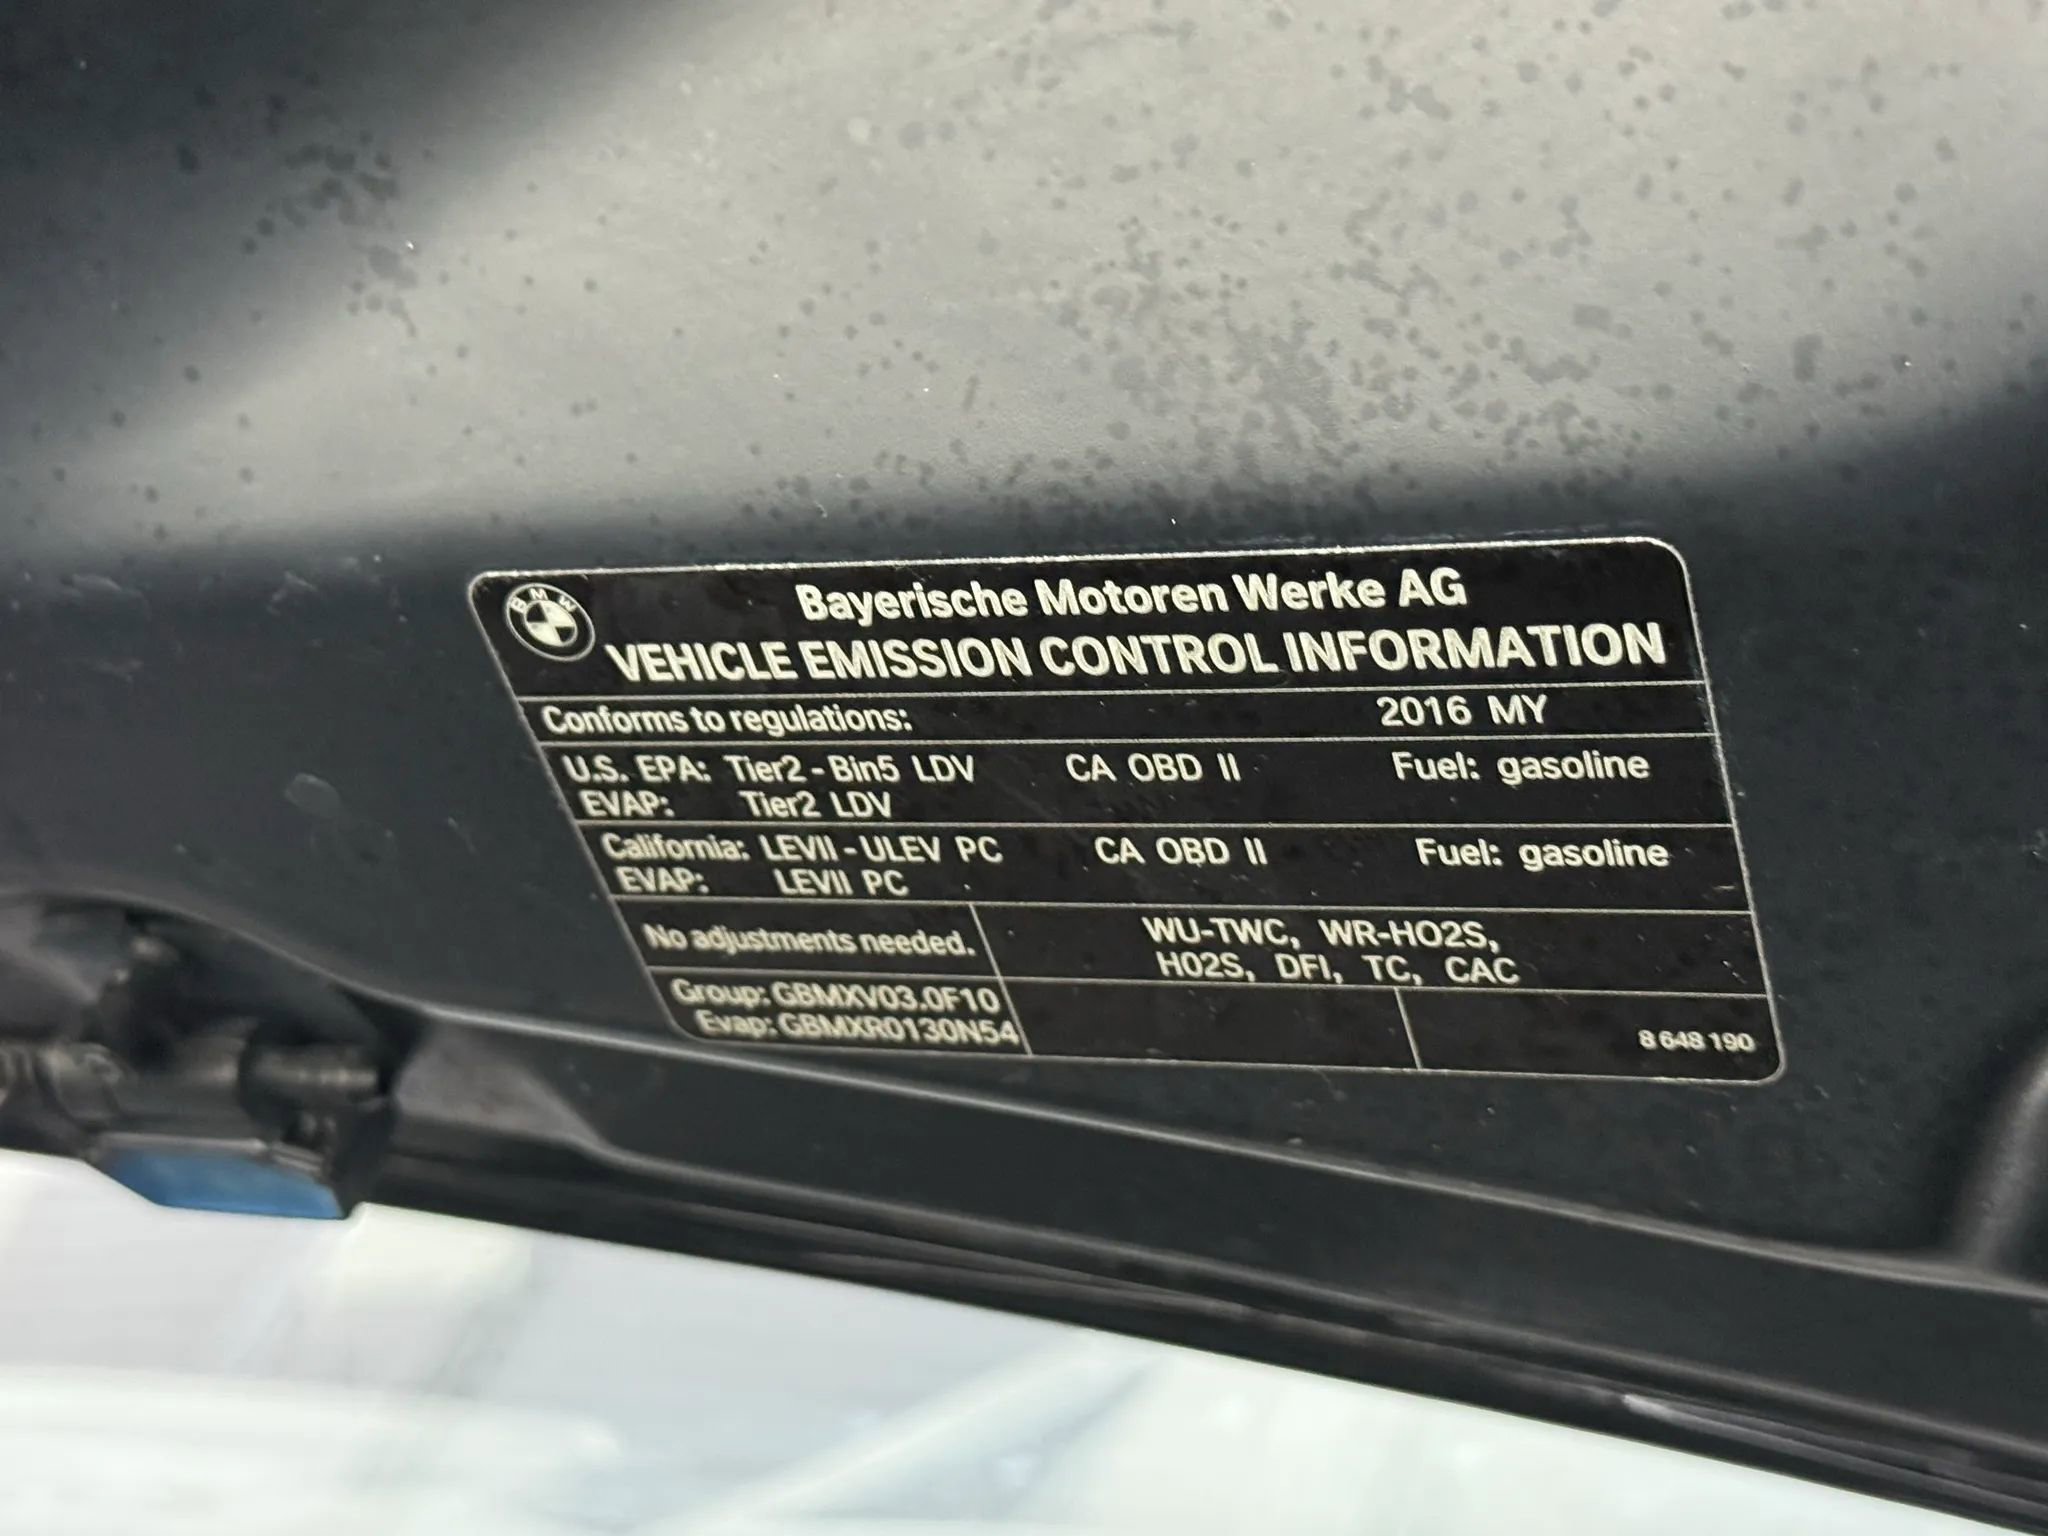 BMW
Bayerische Motoren Werke AG
VEHICLE EMISSION CONTROL INFORMATION
Conforms to regulations: 2016 MY
U.S. EPA: Tier2 - Bin5 LDV CA OBD II Fuel: gasoline
EVAP: Tier2 LDV
California: LEVII - ULEV PC CA OBD II Fuel: gasoline
EVAP: LEVII PC
No adjustments needed.
WU-TWC, WR-HO2S,
H02S, DFI, TC, CAC
Group: GBMXV03.0F10
Evap: GBMXR0130N54
8 648 190